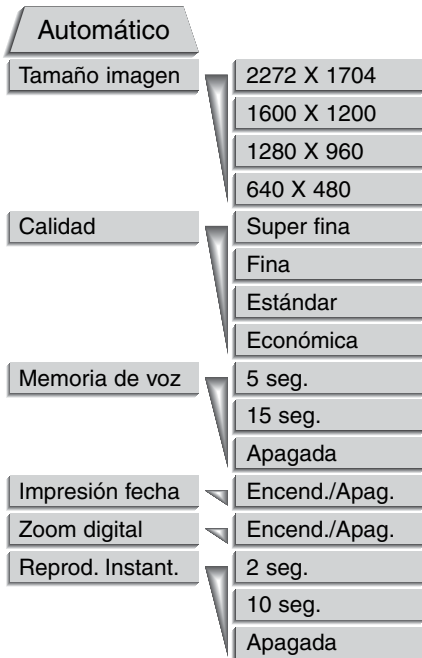 Automático
Tamaño imagen
2272 X 1704
1600 X 1200
1280 X 960
640 X 480
Calidad
Super fina
Fina
Estándar
Económica
Memoria de voz
5 seg.
15 seg.
Apagada
Impresión fecha
Encend./Apag.
Zoom digital
Encend./Apag.
Reprod. Instant.
2 seg.
10 seg.
Apagada